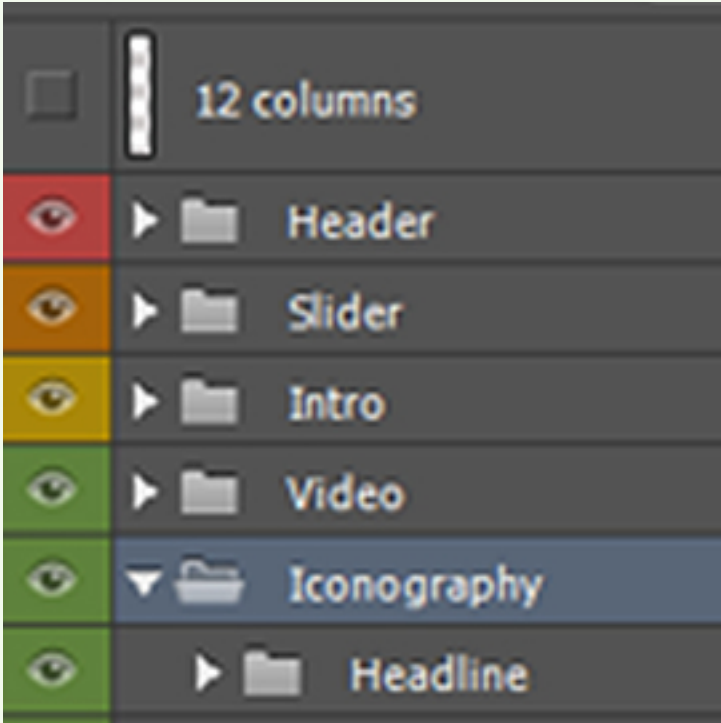 12 columns
Header
Slider
Intro
Video
Iconography
Headline